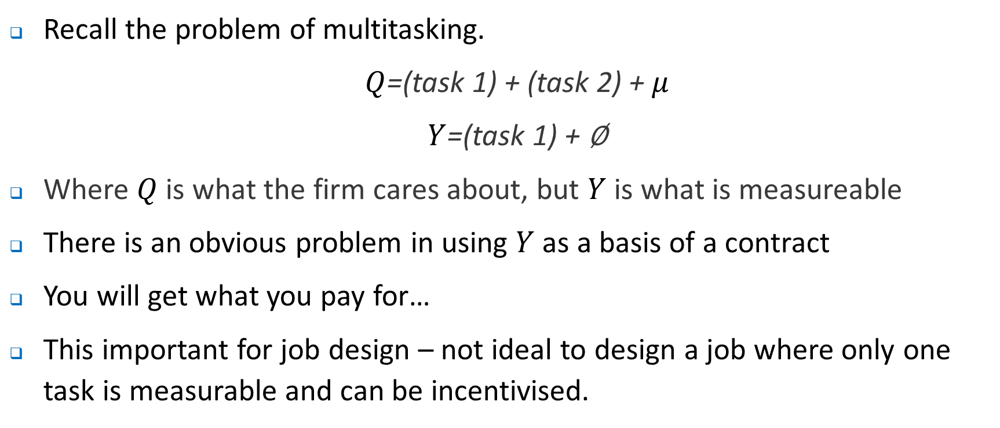 Recall the problem of multitasking.
Q=(task 1) + (task 2) + μ
Y=(task 1) + Ø
Where Q is what the firm cares about, but Y is what is measureable
There is an obvious problem in using Y as a basis of a contract
You will get what you pay for...
This important for job design – not ideal to design a job where only one
task is measurable and can be incentivised.